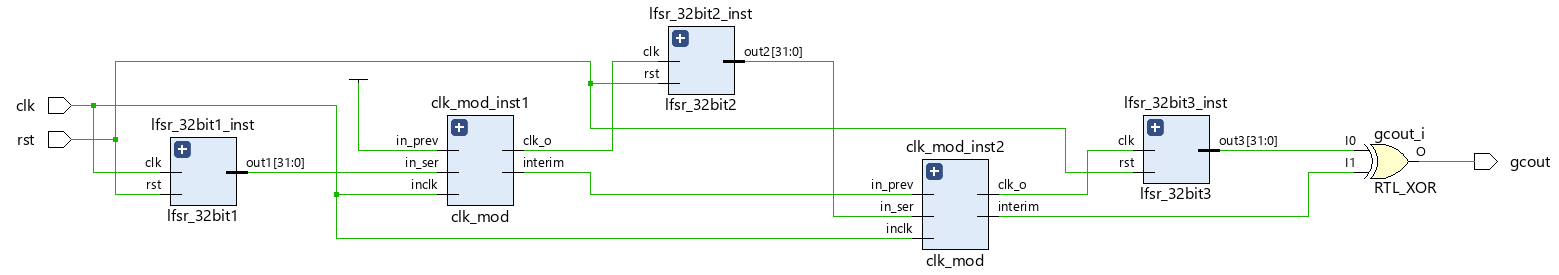 clk
rst
lfsr_32bit1_inst
clk
rst
out1[31:0]
lfsr_32bit1
clk_mod_inst1
in_prev
in_ser
inclk
clk_o
interim
clk_mod
lfsr_32bit2_inst
clk
rst
out2[31:0]
lfsr_32bit2
clk_mod_inst2
in_prev
in_ser
inclk
clk_o
interim
clk_mod
lfsr_32bit3_inst
clk
rst
out3[31:0]
lfsr_32bit3
gcout_i
I0
I1
O
RTL_XOR
gcout